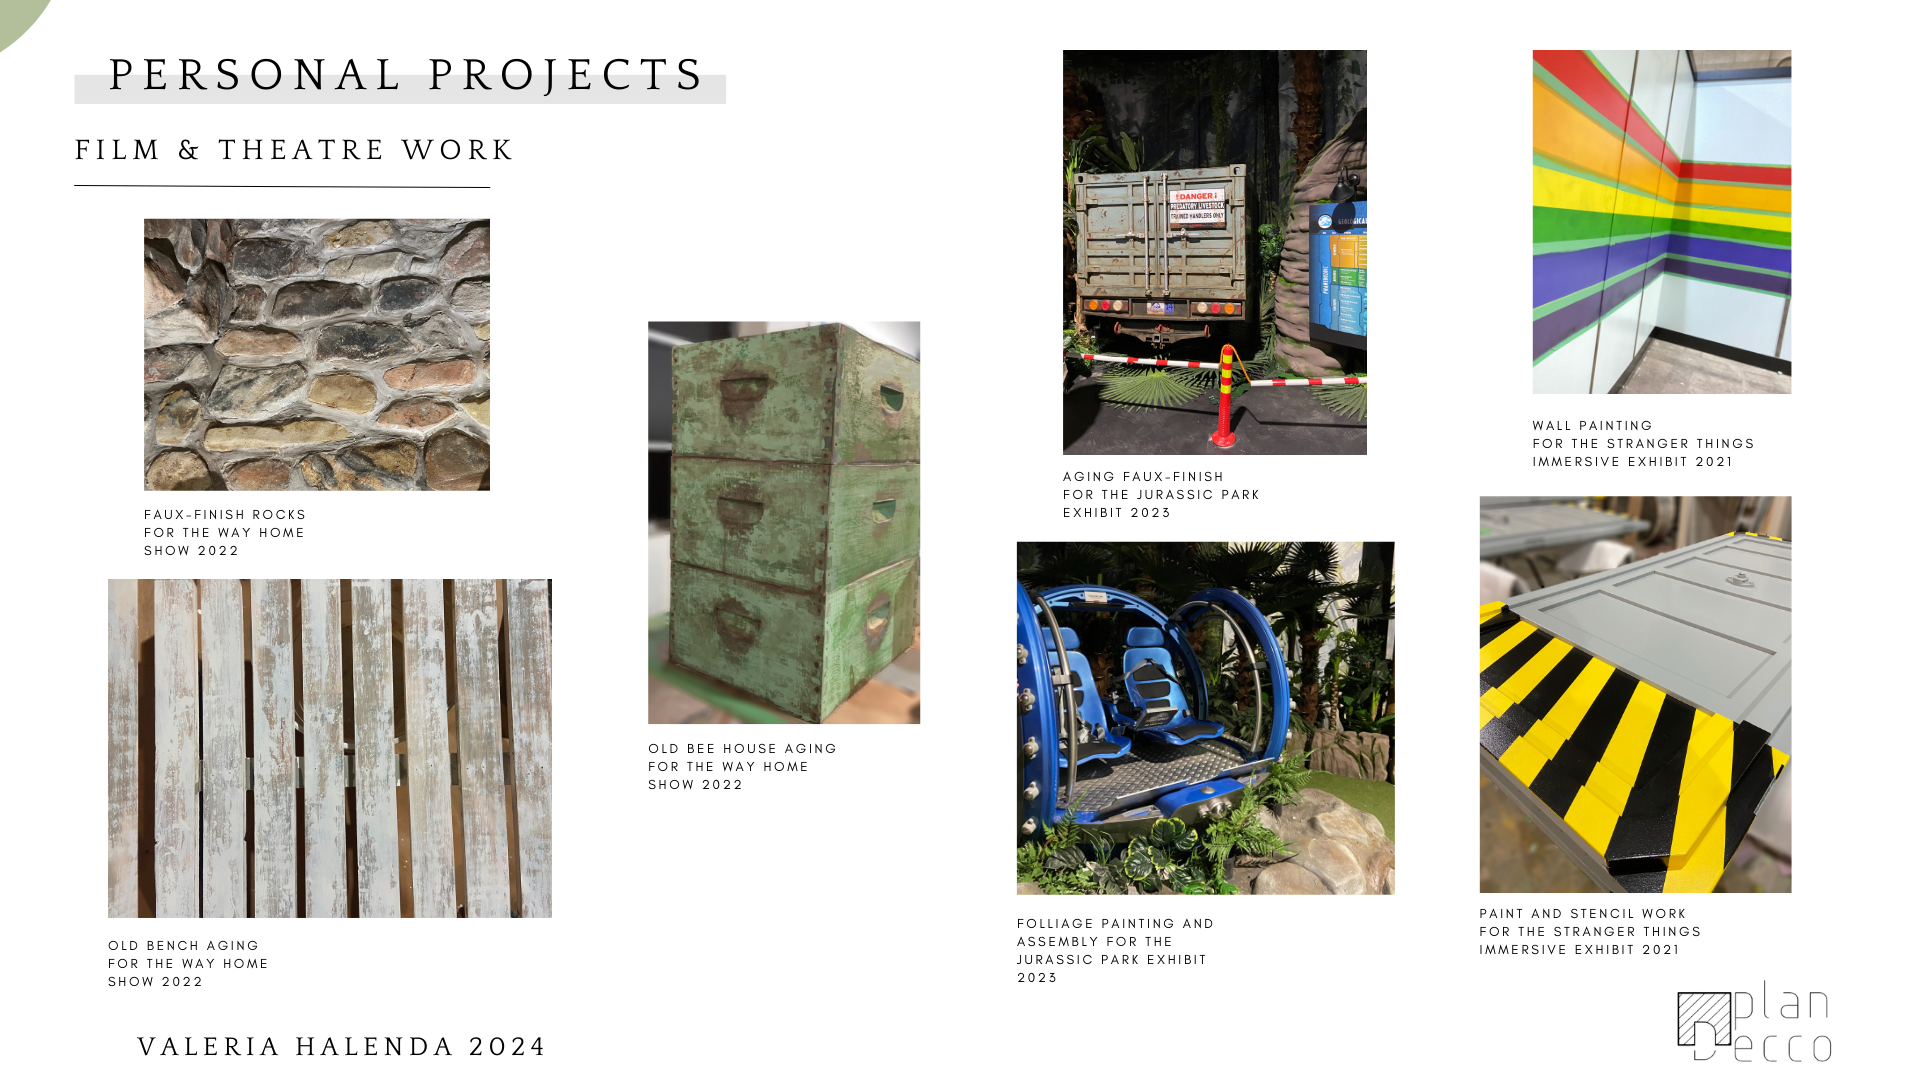 PERSONAL PROJECTS
FILM & THEATRE WORK
FAUX-FINISH ROCKS
FOR THE WAY HOME
SHOW 2022
OLD BENCH AGING
FOR THE WAY HOME
SHOW 2022
OLD BEE HOUSE AGING
FOR THE WAY HOME
SHOW 2022
DANGER !
PREDATORY LIVESTOCK
TRAINED HANDLERS ONLY
GEOLOGICAL
PHANEROZOIC
AGING FAUX-FINISH
FOR THE JURASSIC PARK
EXHIBIT 2023
FOLLIAGE PAINTING AND
ASSEMBLY FOR THE
JURASSIC PARK EXHIBIT
2023
WALL PAINTING
FOR THE STRANGER THINGS
IMMERSIVE EXHIBIT 2021
PAINT AND STENCIL WORK
FOR THE STRANGER THINGS
IMMERSIVE EXHIBIT 2021
VALERIA HALENDA 2024
plan
Decco